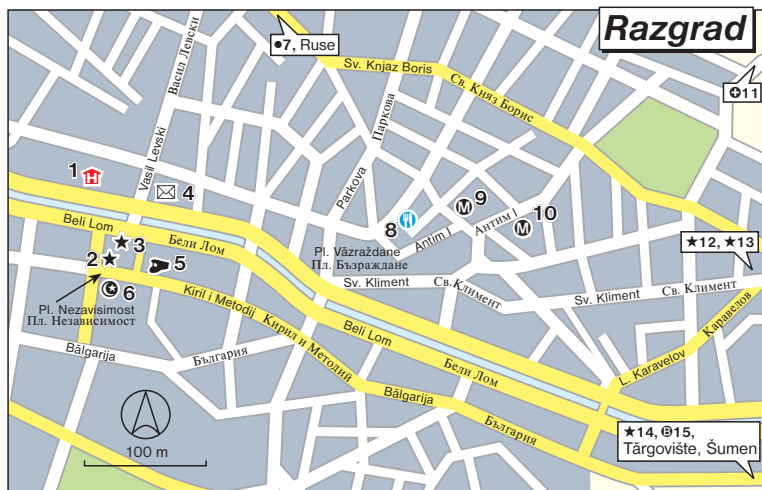 Razgrad
●7, Ruse
Sv. Knjaz Boris
Св. Княз Борис
✚11
Васил Левски
Vasil Levski
Паркова
Parkova
1
H
4
9
M
10
M
8
Antim I
Антим I
Beli Lom
Бели Лом
3
2
5
6
Pl. Văzraždane
Пл. Бъзраждане
★12, ★13
Sv. Kliment
Св. Климент
Sv. Kliment
Св. Климент
Pl. Nezavisimost
Пл. Независимост
Kiril i Metodij
Кирил и Методий
Beli Lom
Бели Лом
L. Karavelov
Каравелов
Bălgarija
България
Bălgarija
България
100 m
★14, Ⓑ15,
Tărgovište, Šumen